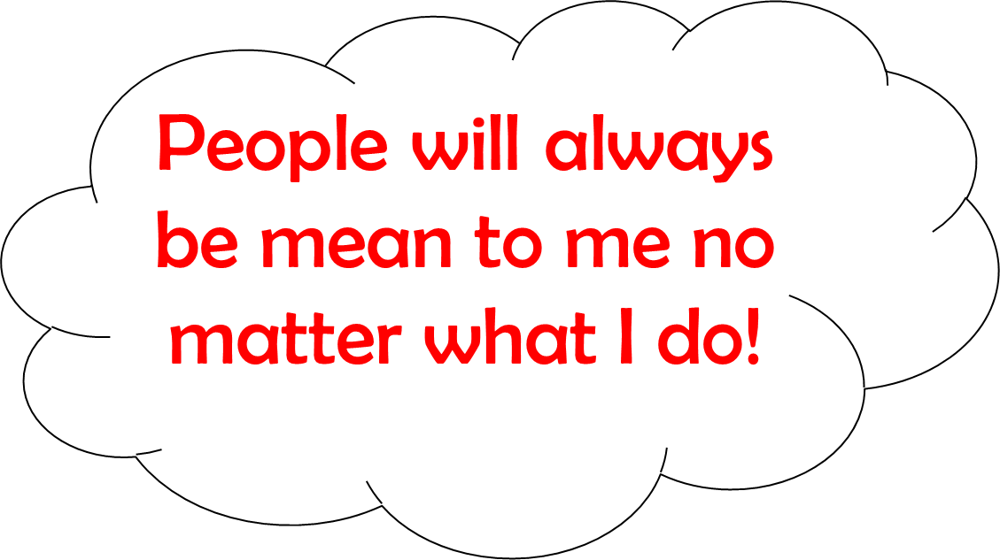 People will always
be mean to me no
matter what I do!